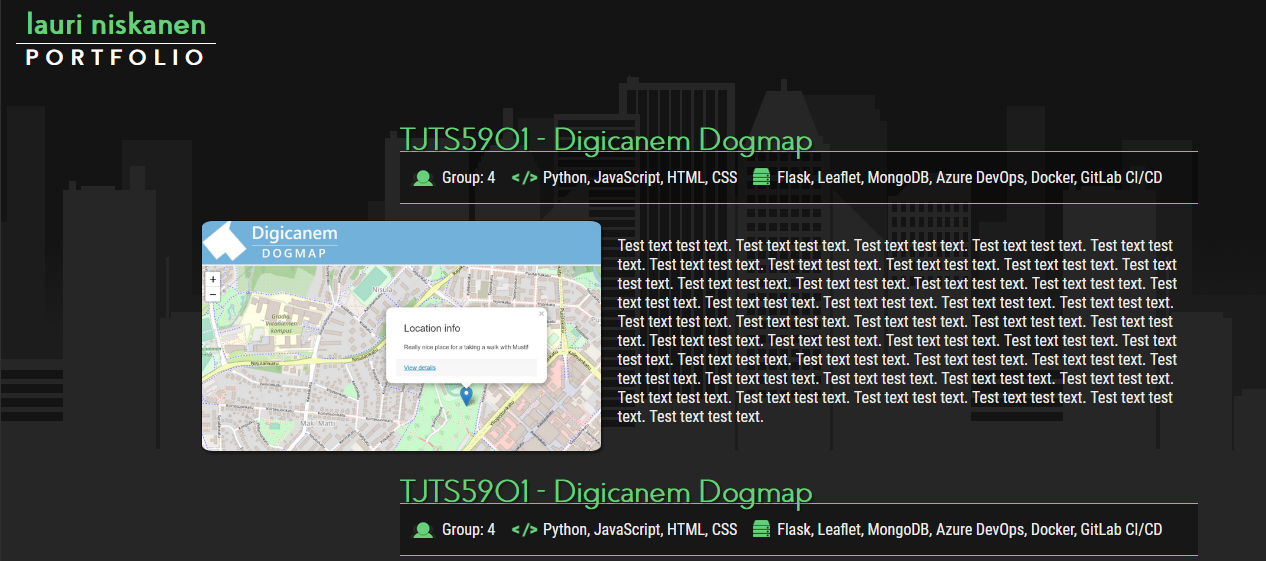 lauri niskanen
PORTFOLIO
TJTS5901 - Digicanem Dogmap
Group: 4 </> Python, JavaScript, HTML, CSS Flask, Leaflet, MongoDB, Azure DevOps, Docker, GitLab CI/CD
Digicanem
DOGMAP
+
−
Nisula
Gradia
Location info
×
Really nice place for a taking a walk with Musti!!
View details
Mäki-Matti
Test text test text. Test text test text. Test text test text. Test text test text. Test text test
text. Test text test text. Test text test text. Test text test text. Test text test text. Test text
test text. Test text test text. Test text test text. Test text test text. Test text test text. Test
text test text. Test text test text. Test text test text. Test text test text. Test text test text.
Test text test text. Test text test text. Test text test text. Test text test text. Test text test
text. Test text test text. Test text test text. Test text test text. Test text test text. Test text
test text. Test text test text. Test text test text. Test text test text. Test text test text. Test
text test text. Test text test text. Test text test text. Test text test text. Test text test text.
Test text test text. Test text test text. Test text test text. Test text test text. Test text test
text. Test text test text.
TJTS5901 - Digicanem Dogmap
Group: 4 </> Python, JavaScript, HTML, CSS Flask, Leaflet, MongoDB, Azure DevOps, Docker, GitLab CI/CD